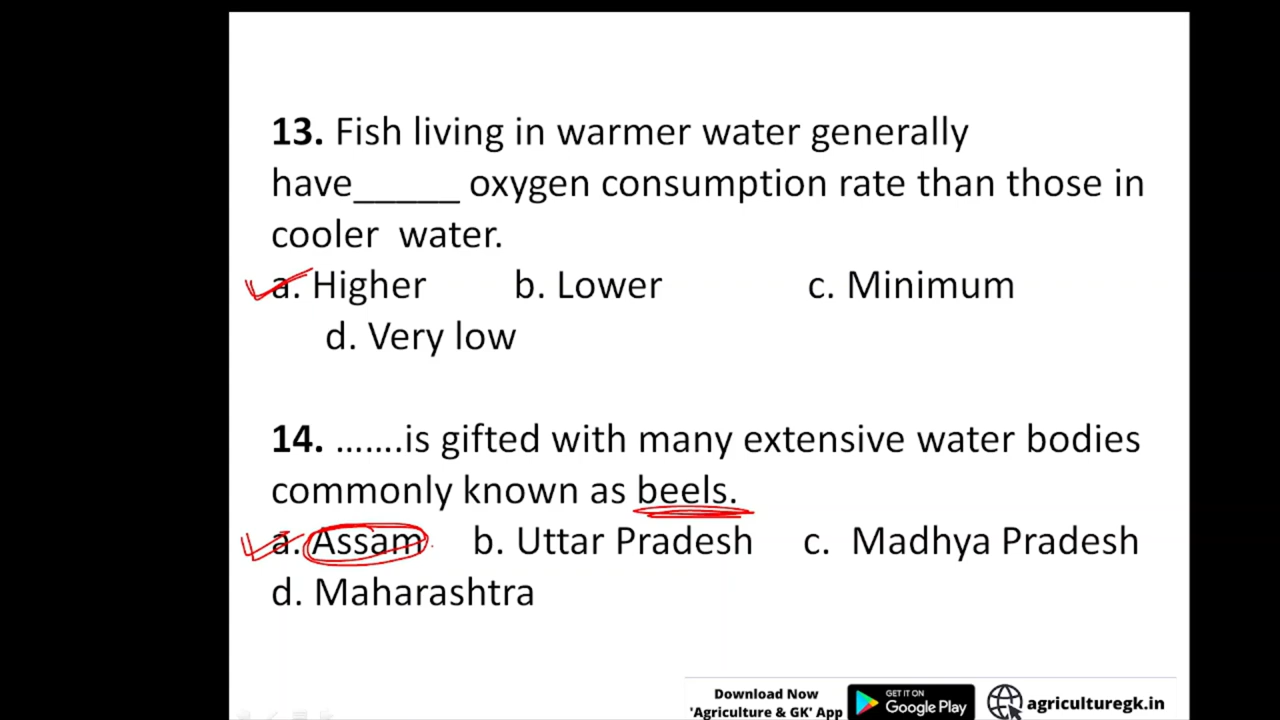 13. Fish living in warmer water generally
have_____ oxygen consumption rate than those in
cooler water.
a. Higher b. Lower c. Minimum
d. Very low
14. .......is gifted with many extensive water bodies
commonly known as beels.
a. Assam b. Uttar Pradesh c. Madhya Pradesh
d. Maharashtra
Download Now
'Agriculture & GK' App
GET IT ON
Google Play
agriculturegk.in